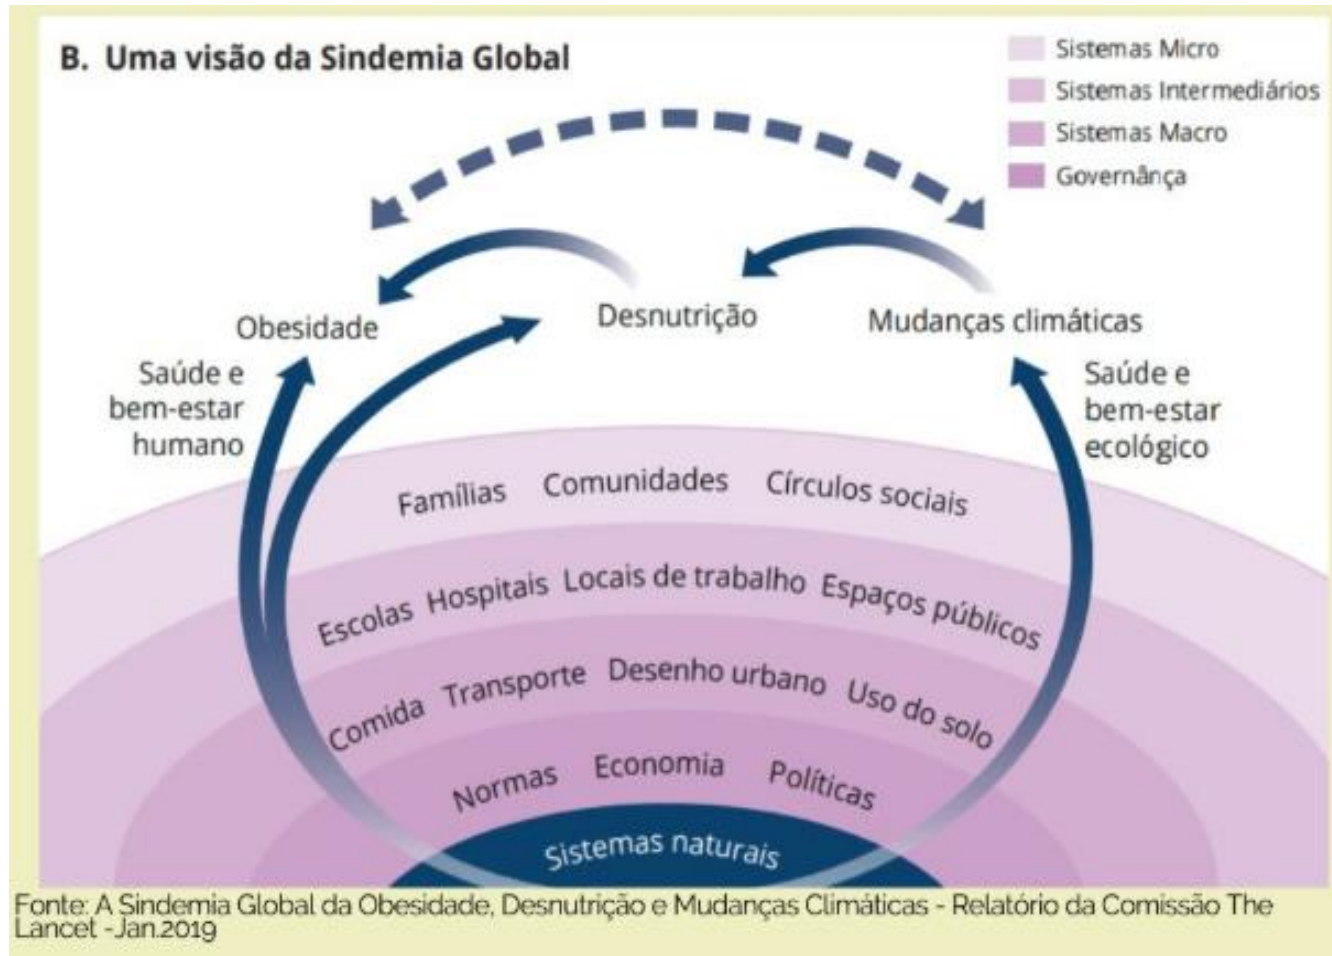 B. Uma visão da Sindemia Global
Sistemas Micro
Sistemas Intermediários
Sistemas Macro
Governânça
Obesidade
Desnutrição
Mudanças climáticas
Saúde e
bem-estar
humano
Saúde e
bem-estar
ecológico
Famílias Comunidades Círculos sociais
Escolas Hospitais Locais de trabalho Espaços públicos
Comida Transporte Desenho urbano Uso do solo
Normas Economia Políticas
Sistemas naturais
Fonte: A Sindemia Global da Obesidade, Desnutrição e Mudanças Climáticas - Relatório da Comissão The
Lancet -Jan.2019